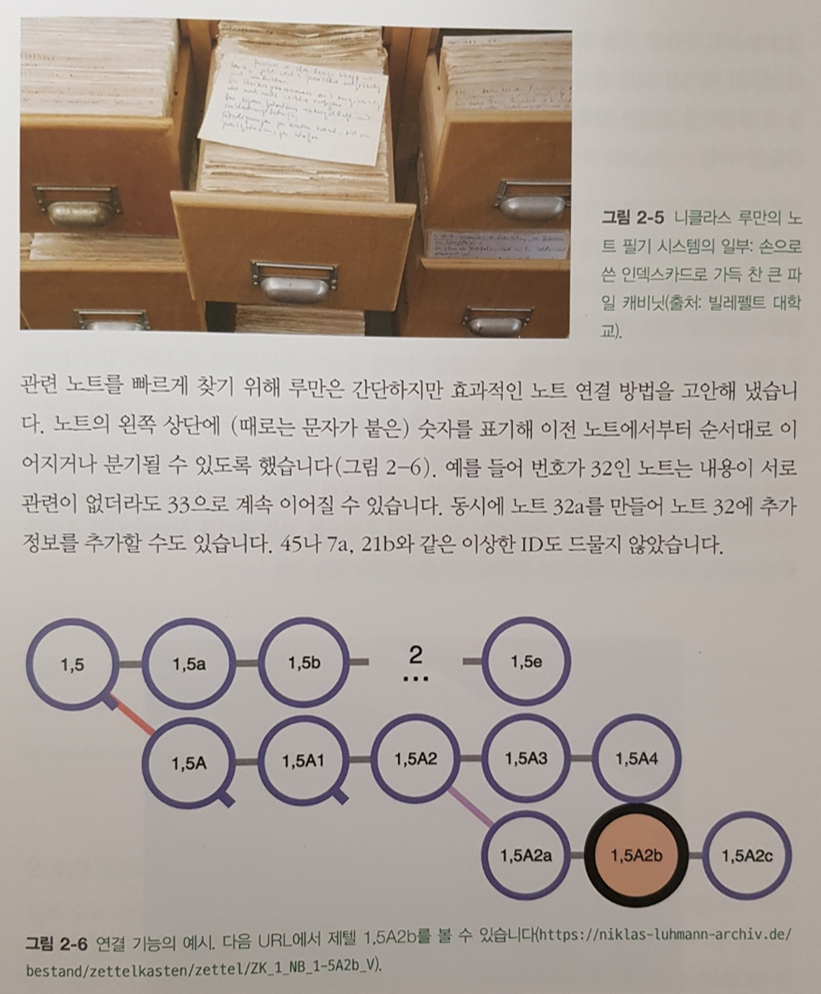 그림 2-5 니클라스 루만의 노
트 필기 시스템의 일부: 손으로
쓴 인덱스카드로 가득 찬 큰 파
일 캐비닛(출처: 빌레펠트 대학
교).
관련 노트를 빠르게 찾기 위해 루만은 간단하지만 효과적인 노트 연결 방법을 고안해 냈습니
다. 노트의 왼쪽 상단에 (때로는 문자가 붙은) 숫자를 표기해 이전 노트에서부터 순서대로 이
어지거나 분기될 수 있도록 했습니다(그림 2-6). 예를 들어 번호가 32인 노트는 내용이 서로
관련이 없더라도 33으로 계속 이어질 수 있습니다. 동시에 노트 32a를 만들어 노트 32에 추가
정보를 추가할 수도 있습니다. 45나 7a, 21b와 같은 이상한 ID도 드물지 않았습니다.
1,5 1,5a 1,5b 2 ... 1,5e
1,5A 1,5A1 1,5A2 1,5A3 1,5A4
1,5A2a 1,5A2b 1,5A2c
그림 2-6 연결 기능의 예시. 다음 URL에서 제텔 1,5A2b를 볼 수 있습니다(https://niklas-luhmann-archiv.de/
bestand/zettelkasten/zettel/ZK_1_NB_1-5A2b_V).